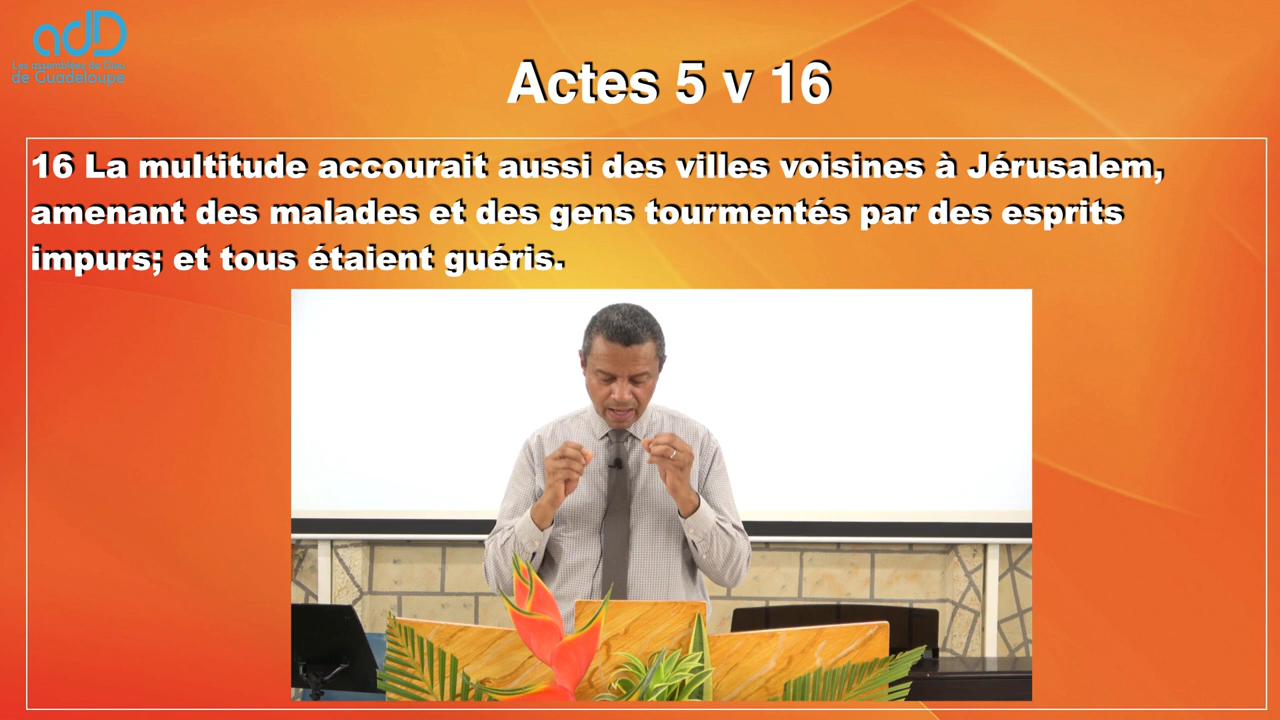 adD
Les assemblées de Dieu
de Guadeloupe
Actes 5 v 16
16 La multitude accourait aussi des villes voisines à Jérusalem,
amenant des malades et des gens tourmentés par des esprits
impurs; et tous étaient guéris.